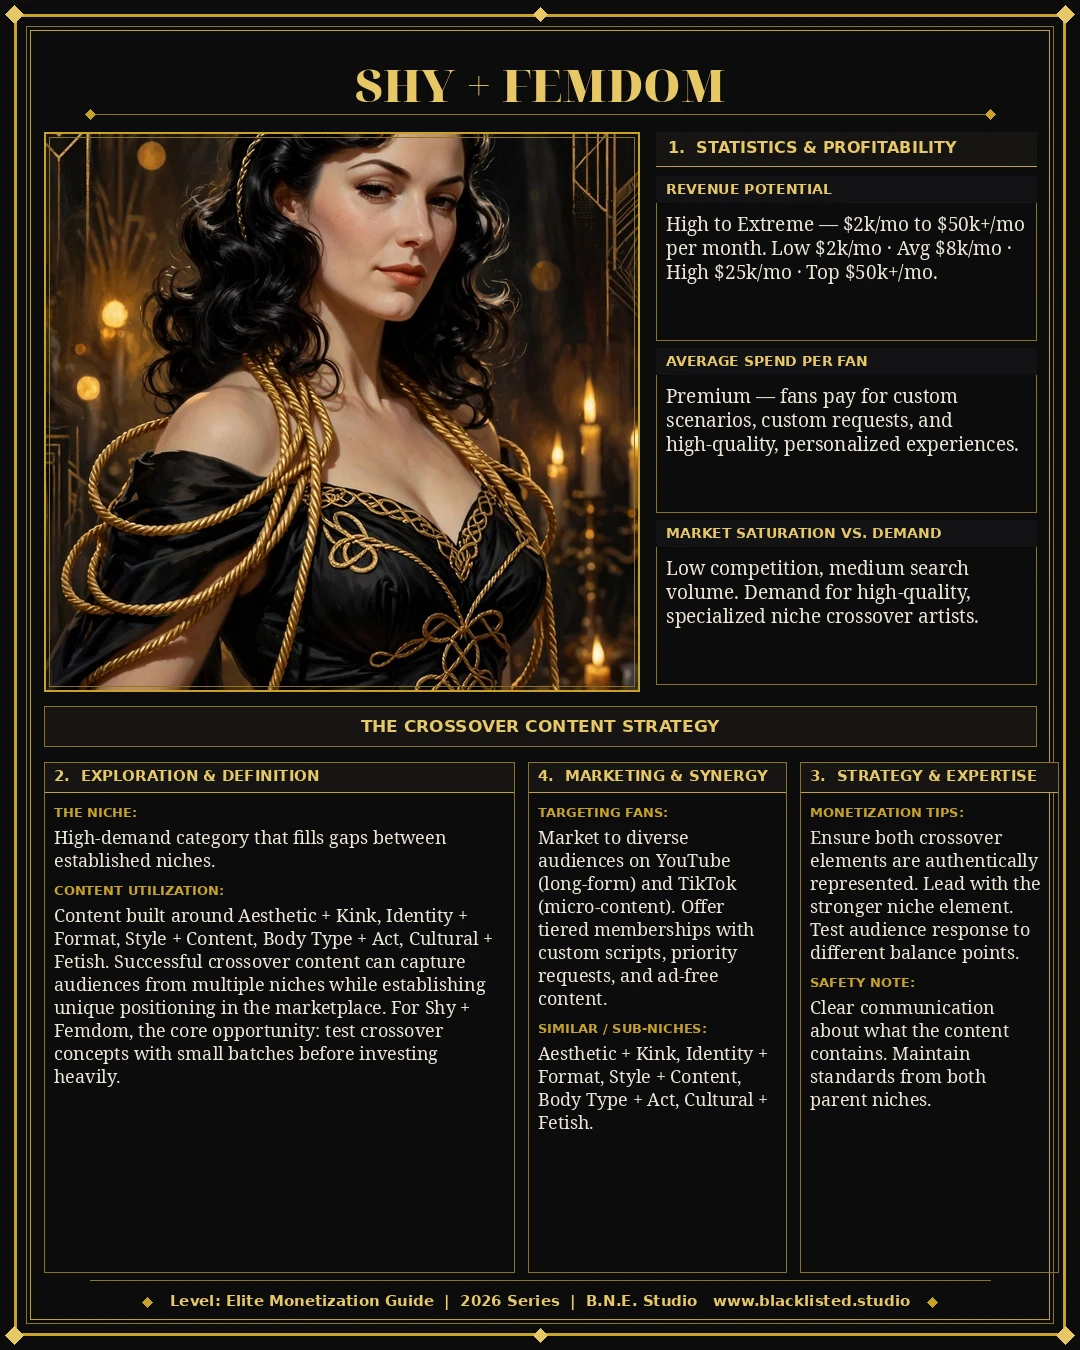 SHY + FEMDOM
1. STATISTICS & PROFITABILITY
REVENUE POTENTIAL
High to Extreme — $2k/mo to $50k+/mo
per month. Low $2k/mo · Avg $8k/mo ·
High $25k/mo · Top $50k+/mo.
AVERAGE SPEND PER FAN
Premium — fans pay for custom
scenarios, custom requests, and
high-quality, personalized experiences.
MARKET SATURATION VS. DEMAND
Low competition, medium search
volume. Demand for high-quality,
specialized niche crossover artists.
THE CROSSOVER CONTENT STRATEGY
2. EXPLORATION & DEFINITION
THE NICHE:
High-demand category that fills gaps between
established niches.
CONTENT UTILIZATION:
Content built around Aesthetic + Kink, Identity +
Format, Style + Content, Body Type + Act, Cultural +
Fetish. Successful crossover content can capture
audiences from multiple niches while establishing
unique positioning in the marketplace. For Shy +
Femdom, the core opportunity: test crossover
concepts with small batches before investing
heavily.
4. MARKETING & SYNERGY
TARGETING FANS:
Market to diverse
audiences on YouTube
(long-form) and TikTok
(micro-content). Offer
tiered memberships with
custom scripts, priority
requests, and ad-free
content.
SIMILAR / SUB-NICHES:
Aesthetic + Kink, Identity +
Format, Style + Content,
Body Type + Act, Cultural +
Fetish.
3. STRATEGY & EXPERTISE
MONETIZATION TIPS:
Ensure both crossover
elements are authentically
represented. Lead with the
stronger niche element.
Test audience response to
different balance points.
SAFETY NOTE:
Clear communication
about what the content
contains. Maintain
standards from both
parent niches.
Level: Elite Monetization Guide | 2026 Series | B.N.E. Studio www.blacklisted.studio